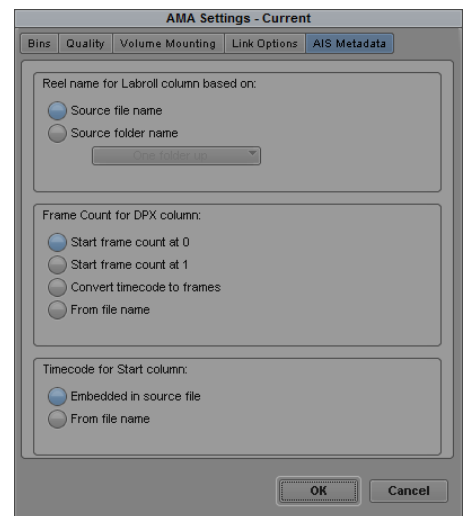 AMA Settings - Current
Bins Quality Volume Mounting Link Options AIS Metadata
Reel name for Labroll column based on:
Source file name
Source folder name
One folder up
Frame Count for DPX column:
Start frame count at 0
Start frame count at 1
Convert timecode to frames
From file name
Timecode for Start column:
Embedded in source file
From file name
OK Cancel